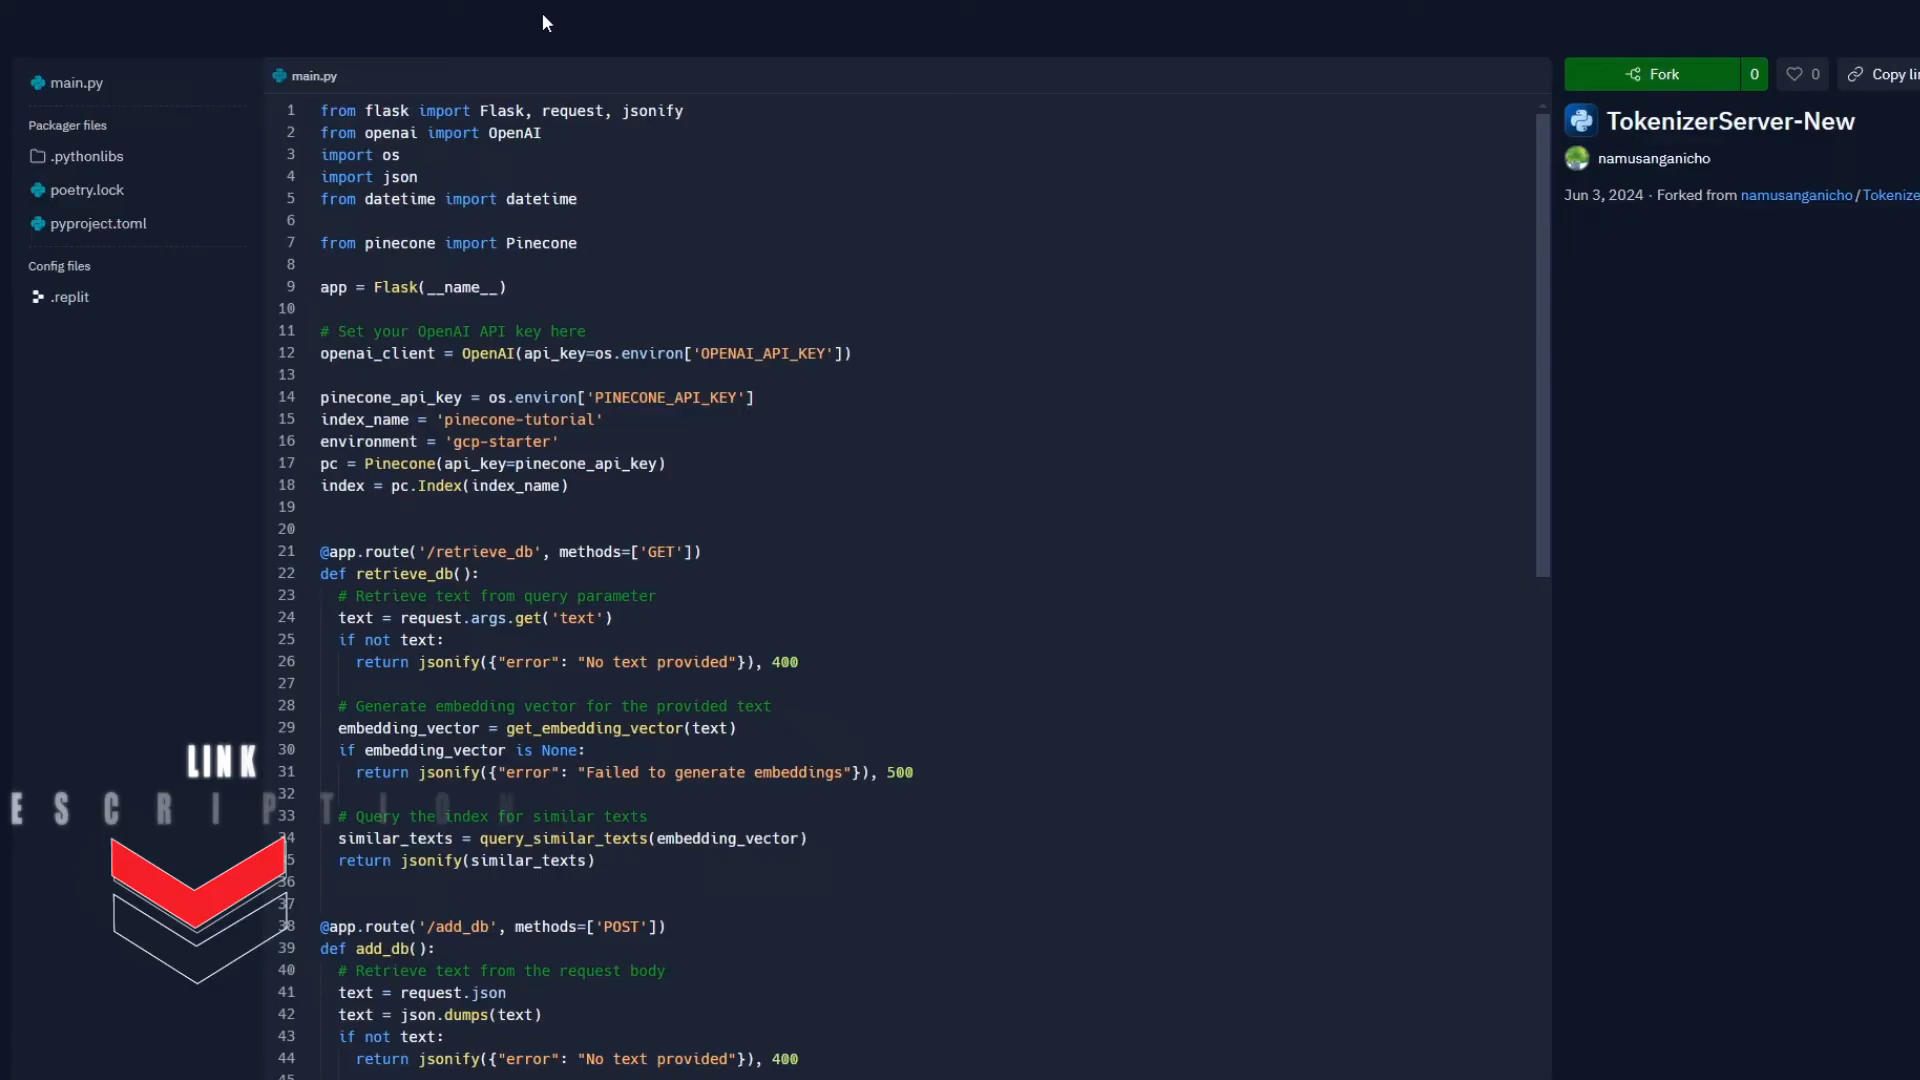 main.py
Packager files
.pythonlibs
poetry.lock
pyproject.toml
Config files
.replit
main.py
1 from flask import Flask, request, jsonify
2 from openai import OpenAI
3 import os
4 import json
5 from datetime import datetime
6
7 from pinecone import Pinecone
8
9 app = Flask(__name__)
10
11 # Set your OpenAI API key here
12 openai_client = OpenAI(api_key=os.environ['OPENAI_API_KEY'])
13
14 pinecone_api_key = os.environ['PINECONE_API_KEY']
15 index_name = 'pinecone-tutorial'
16 environment = 'gcp-starter'
17 pc = Pinecone(api_key=pinecone_api_key)
18 index = pc.Index(index_name)
19
20
21 @app.route('/retrieve_db', methods=['GET'])
22 def retrieve_db():
23 # Retrieve text from query parameter
24 text = request.args.get('text')
25 if not text:
26 return jsonify({"error": "No text provided"}), 400
27
28 # Generate embedding vector for the provided text
29 embedding_vector = get_embedding_vector(text)
30 if embedding_vector is None:
31 return jsonify({"error": "Failed to generate embeddings"}), 500
32
33 # Query the index for similar texts
34 similar_texts = query_similar_texts(embedding_vector)
35 return jsonify(similar_texts)
36
37
38 @app.route('/add_db', methods=['POST'])
39 def add_db():
40 # Retrieve text from the request body
41 text = request.json
42 text = json.dumps(text)
43 if not text:
44 return jsonify({"error": "No text provided"}), 400
45
LINK
ESCRIPTION
Fork 0
0
Copy lin
TokenizerServer-New
namusanganicho
Jun 3, 2024 · Forked from namusanganicho/Tokenize